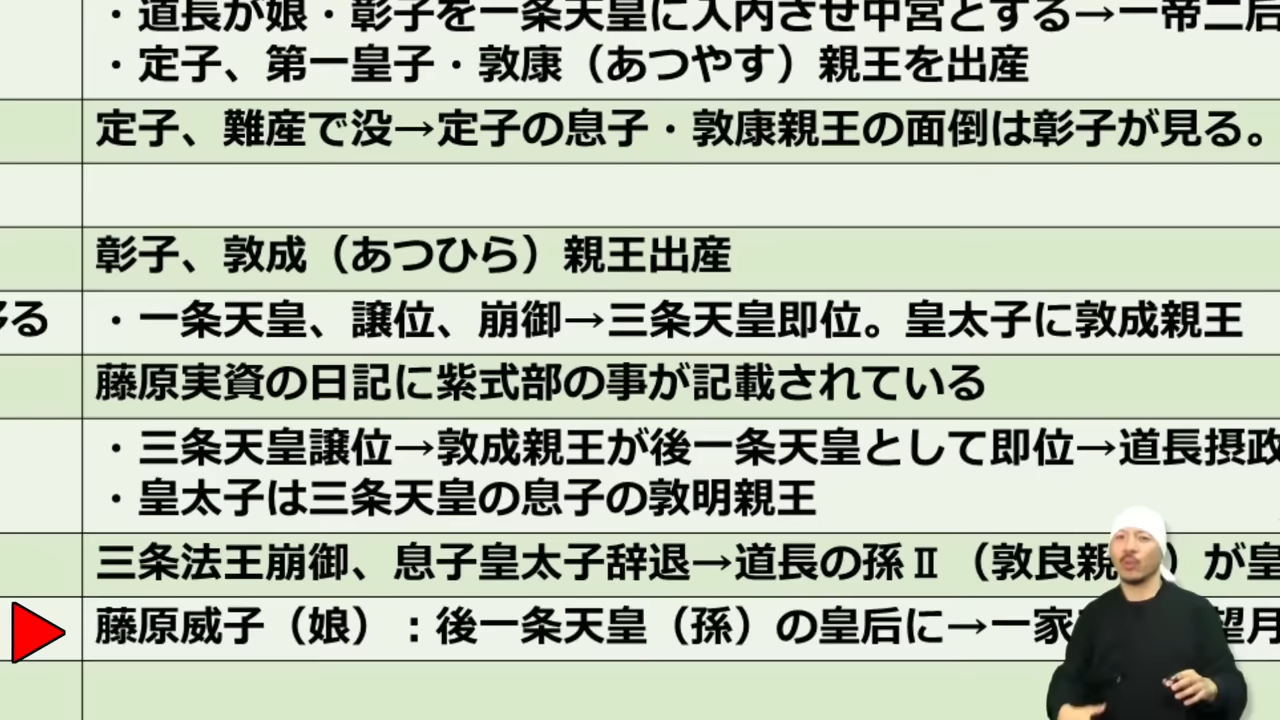 ・道長が娘・彰子を一条天皇に入内させ中宮とする→一帝二后
・定子、第一皇子・敦康（あつやす）親王を出産
定子、難産で没→定子の息子・敦康親王の面倒は彰子が見る。
彰子、敦成（あつひら）親王出産
る
・一条天皇、譲位、崩御→三条天皇即位。皇太子に敦成親王
藤原実資の日記に紫式部の事が記載されている
・三条天皇譲位→敦成親王が後一条天皇として即位→道長摂政
・皇太子は三条天皇の息子の敦明親王
三条法王崩御、息子皇太子辞退→道長の孫Ⅱ（敦良親）が皇
藤原威子（娘）：後一条天皇（孫）の皇后に→一家 望月